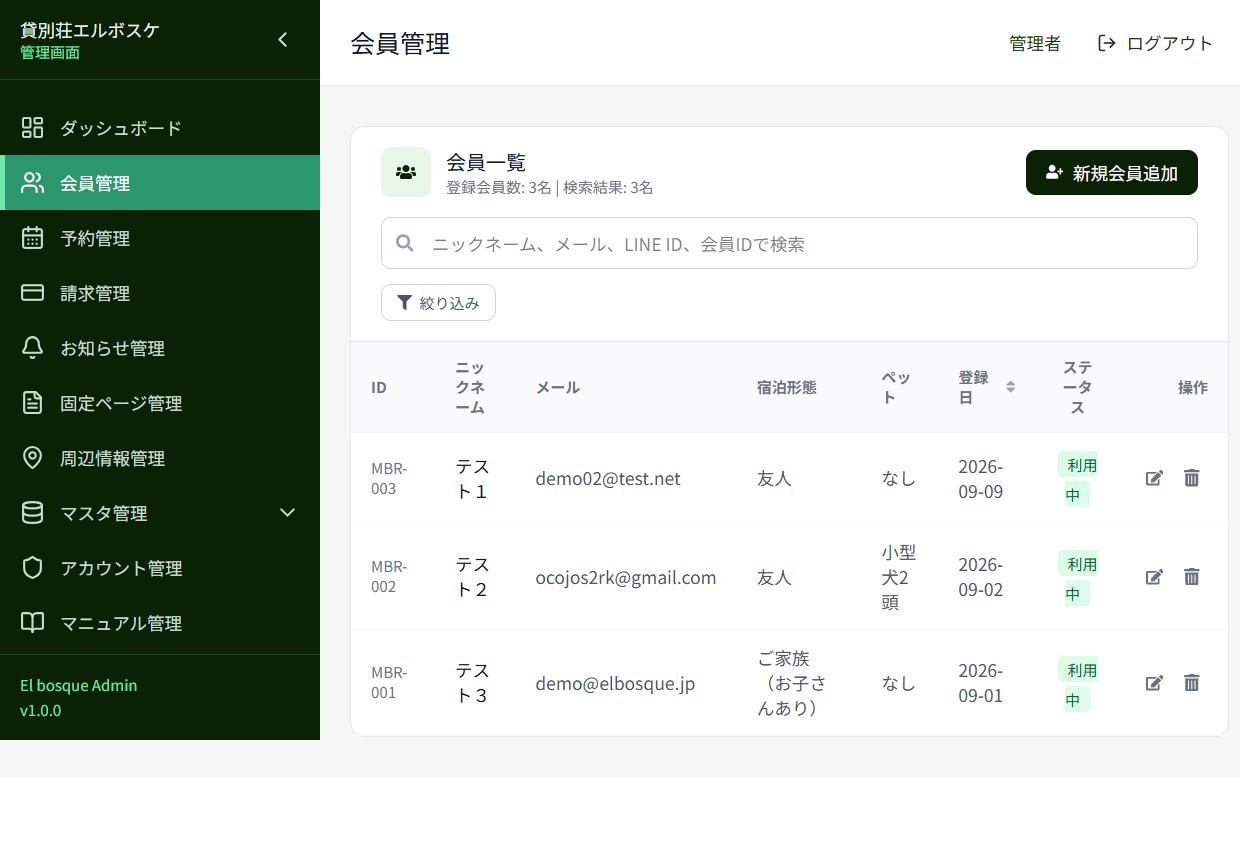 貸別荘エルボスケ
管理画面
ダッシュボード
会員管理
予約管理
請求管理
お知らせ管理
固定ページ管理
周辺情報管理
マスタ管理
アカウント管理
マニュアル管理
El bosque Admin
v1.0.0
会員管理
管理者
ログアウト
会員一覧
登録会員数: 3名 | 検索結果: 3名
新規会員追加
ニックネーム、メール、LINE ID、会員IDで検索
絞り込み
ID
ニッ
クネ
ーム
メール
宿泊形態
ペッ
ト
登録
日
ステ
ータ
ス
操作
MBR-
003
テス
ト１
demo02@test.net
友人
なし
2026-
09-09
利用
中
MBR-
002
テス
ト２
ocojos2rk@gmail.com
友人
小型
犬2
頭
2026-
09-02
利用
中
MBR-
001
テス
ト３
demo@elbosque.jp
ご家族
（お子さ
んあり）
なし
2026-
09-01
利用
中